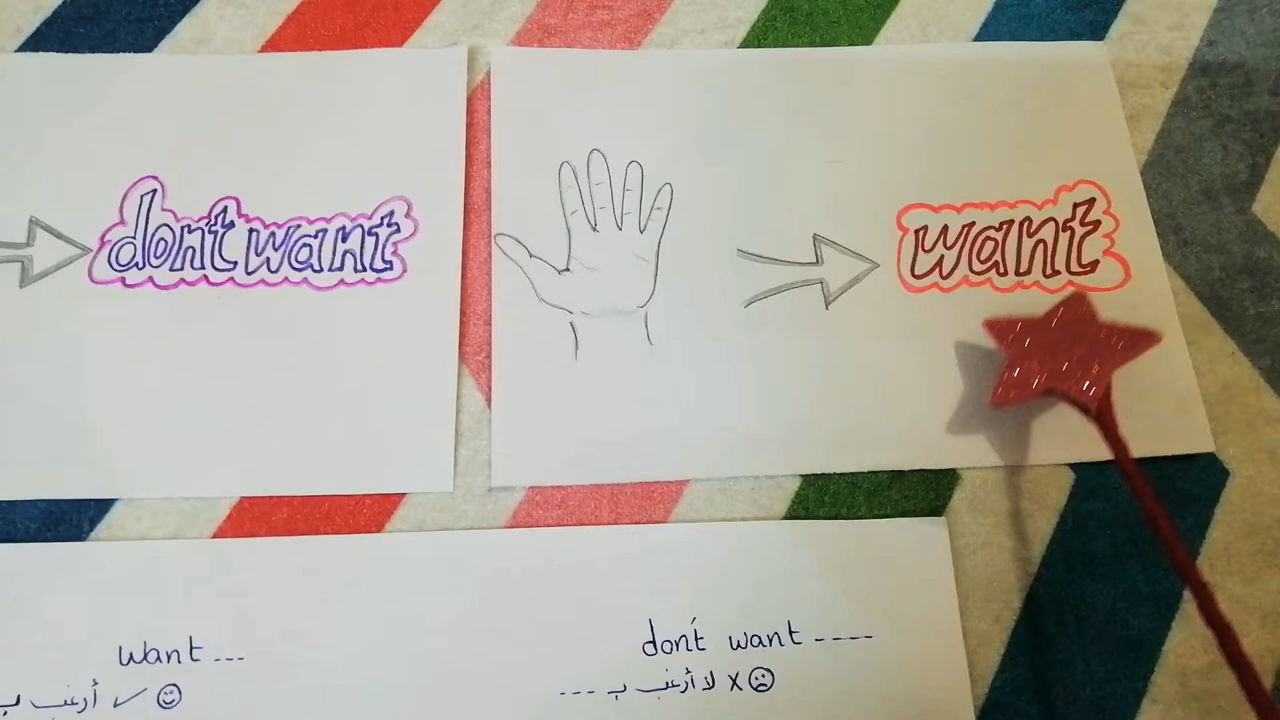 dont want
want
want ---
don't want ----
أرغب ب
لا أرغب ب ---